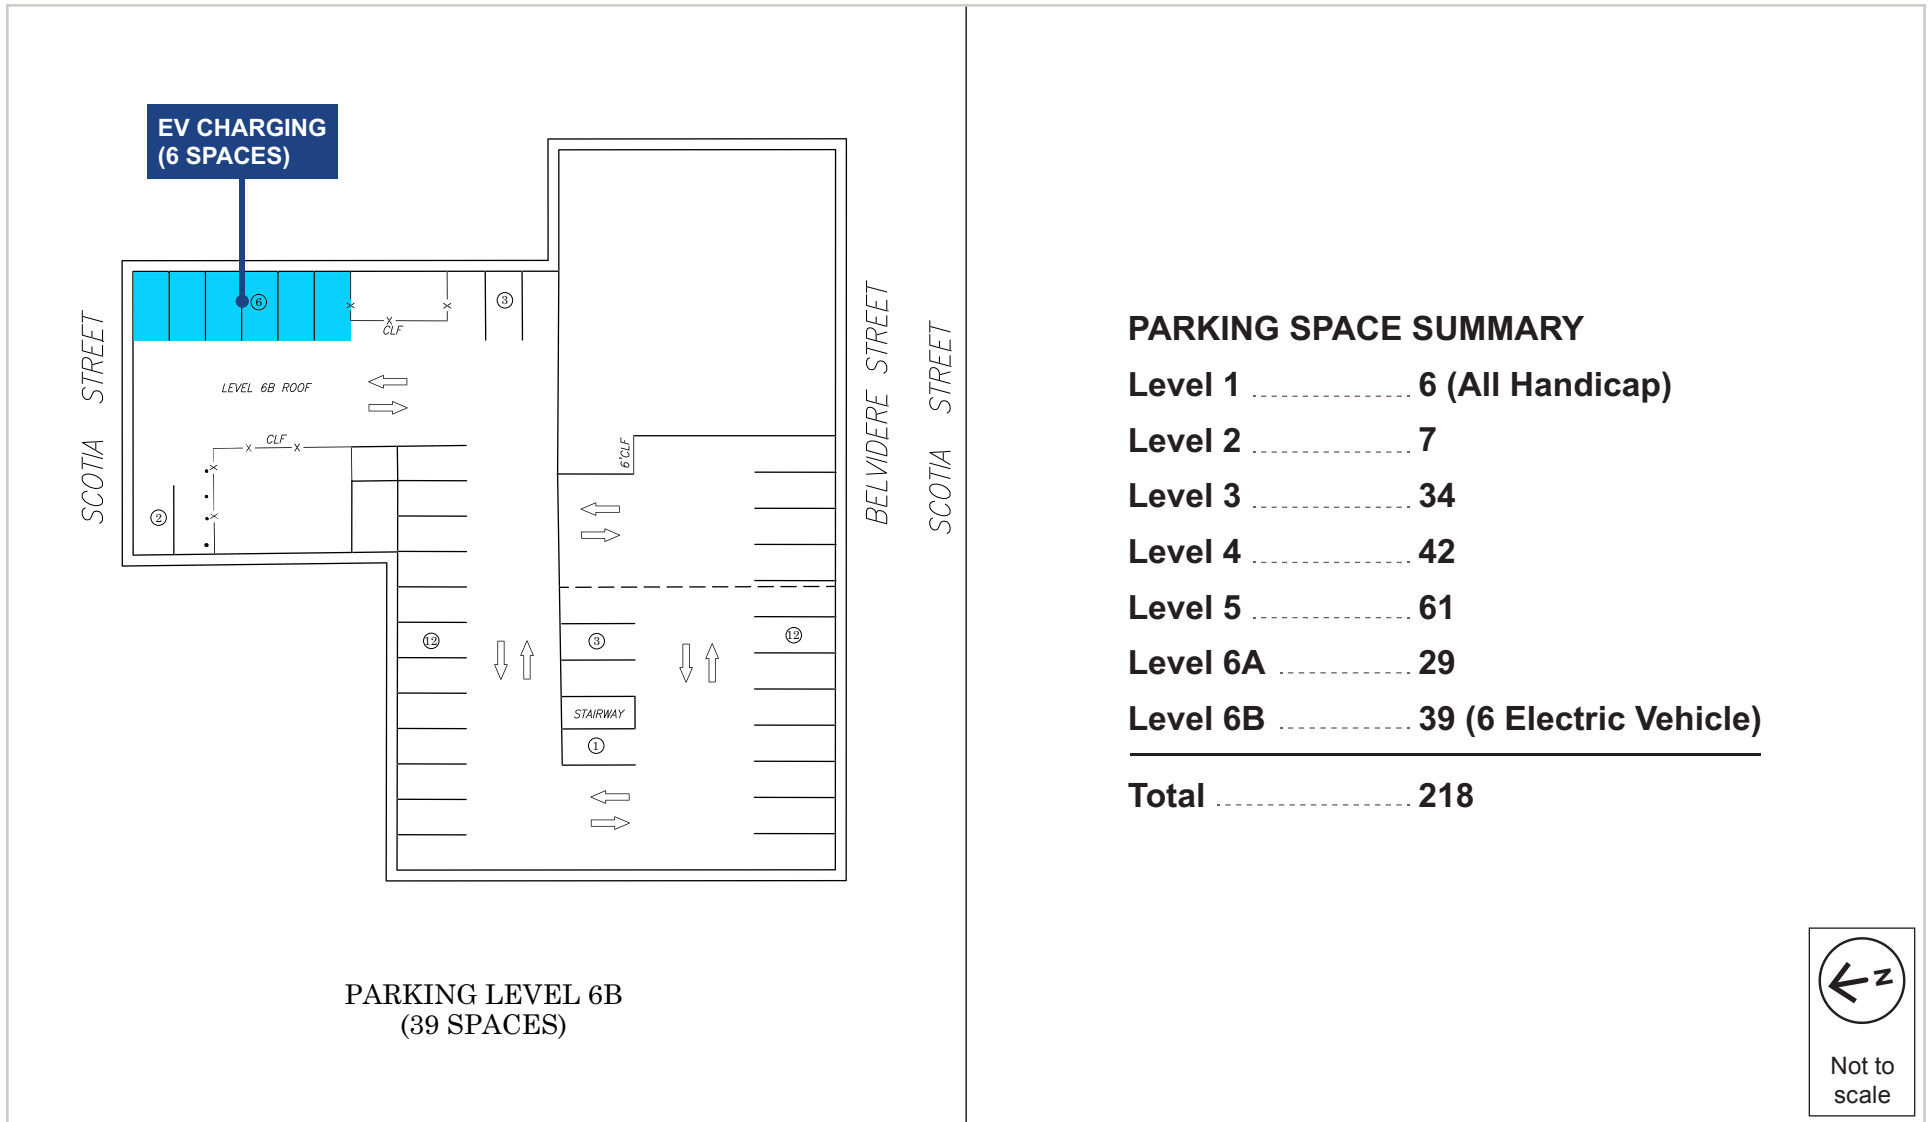 EV CHARGING
(6 SPACES)
6
3
CLF
SCOTIA STREET
LEVEL 6B ROOF
CLF
6'CLF
2
12
3
12
STAIRWAY
1
BELVIDERE STREET
SCOTIA STREET
PARKING LEVEL 6B
(39 SPACES)
PARKING SPACE SUMMARY
Level 1 6 (All Handicap)
Level 2 7
Level 3 34
Level 4 42
Level 5 61
Level 6A 29
Level 6B 39 (6 Electric Vehicle)
Total 218
N
Not to
scale